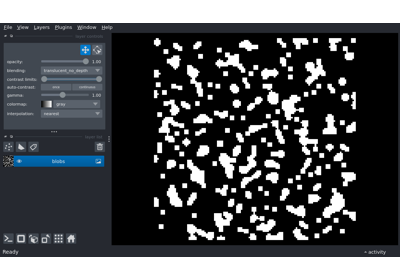 File View Layers Plugins Window Help
opacity: 1.00
blending: translucent_no_depth
contrast limits:
auto-contrast: once continuous
gamma: 1.00
colormap: gray
interpolation: nearest
blobs
Ready
activity